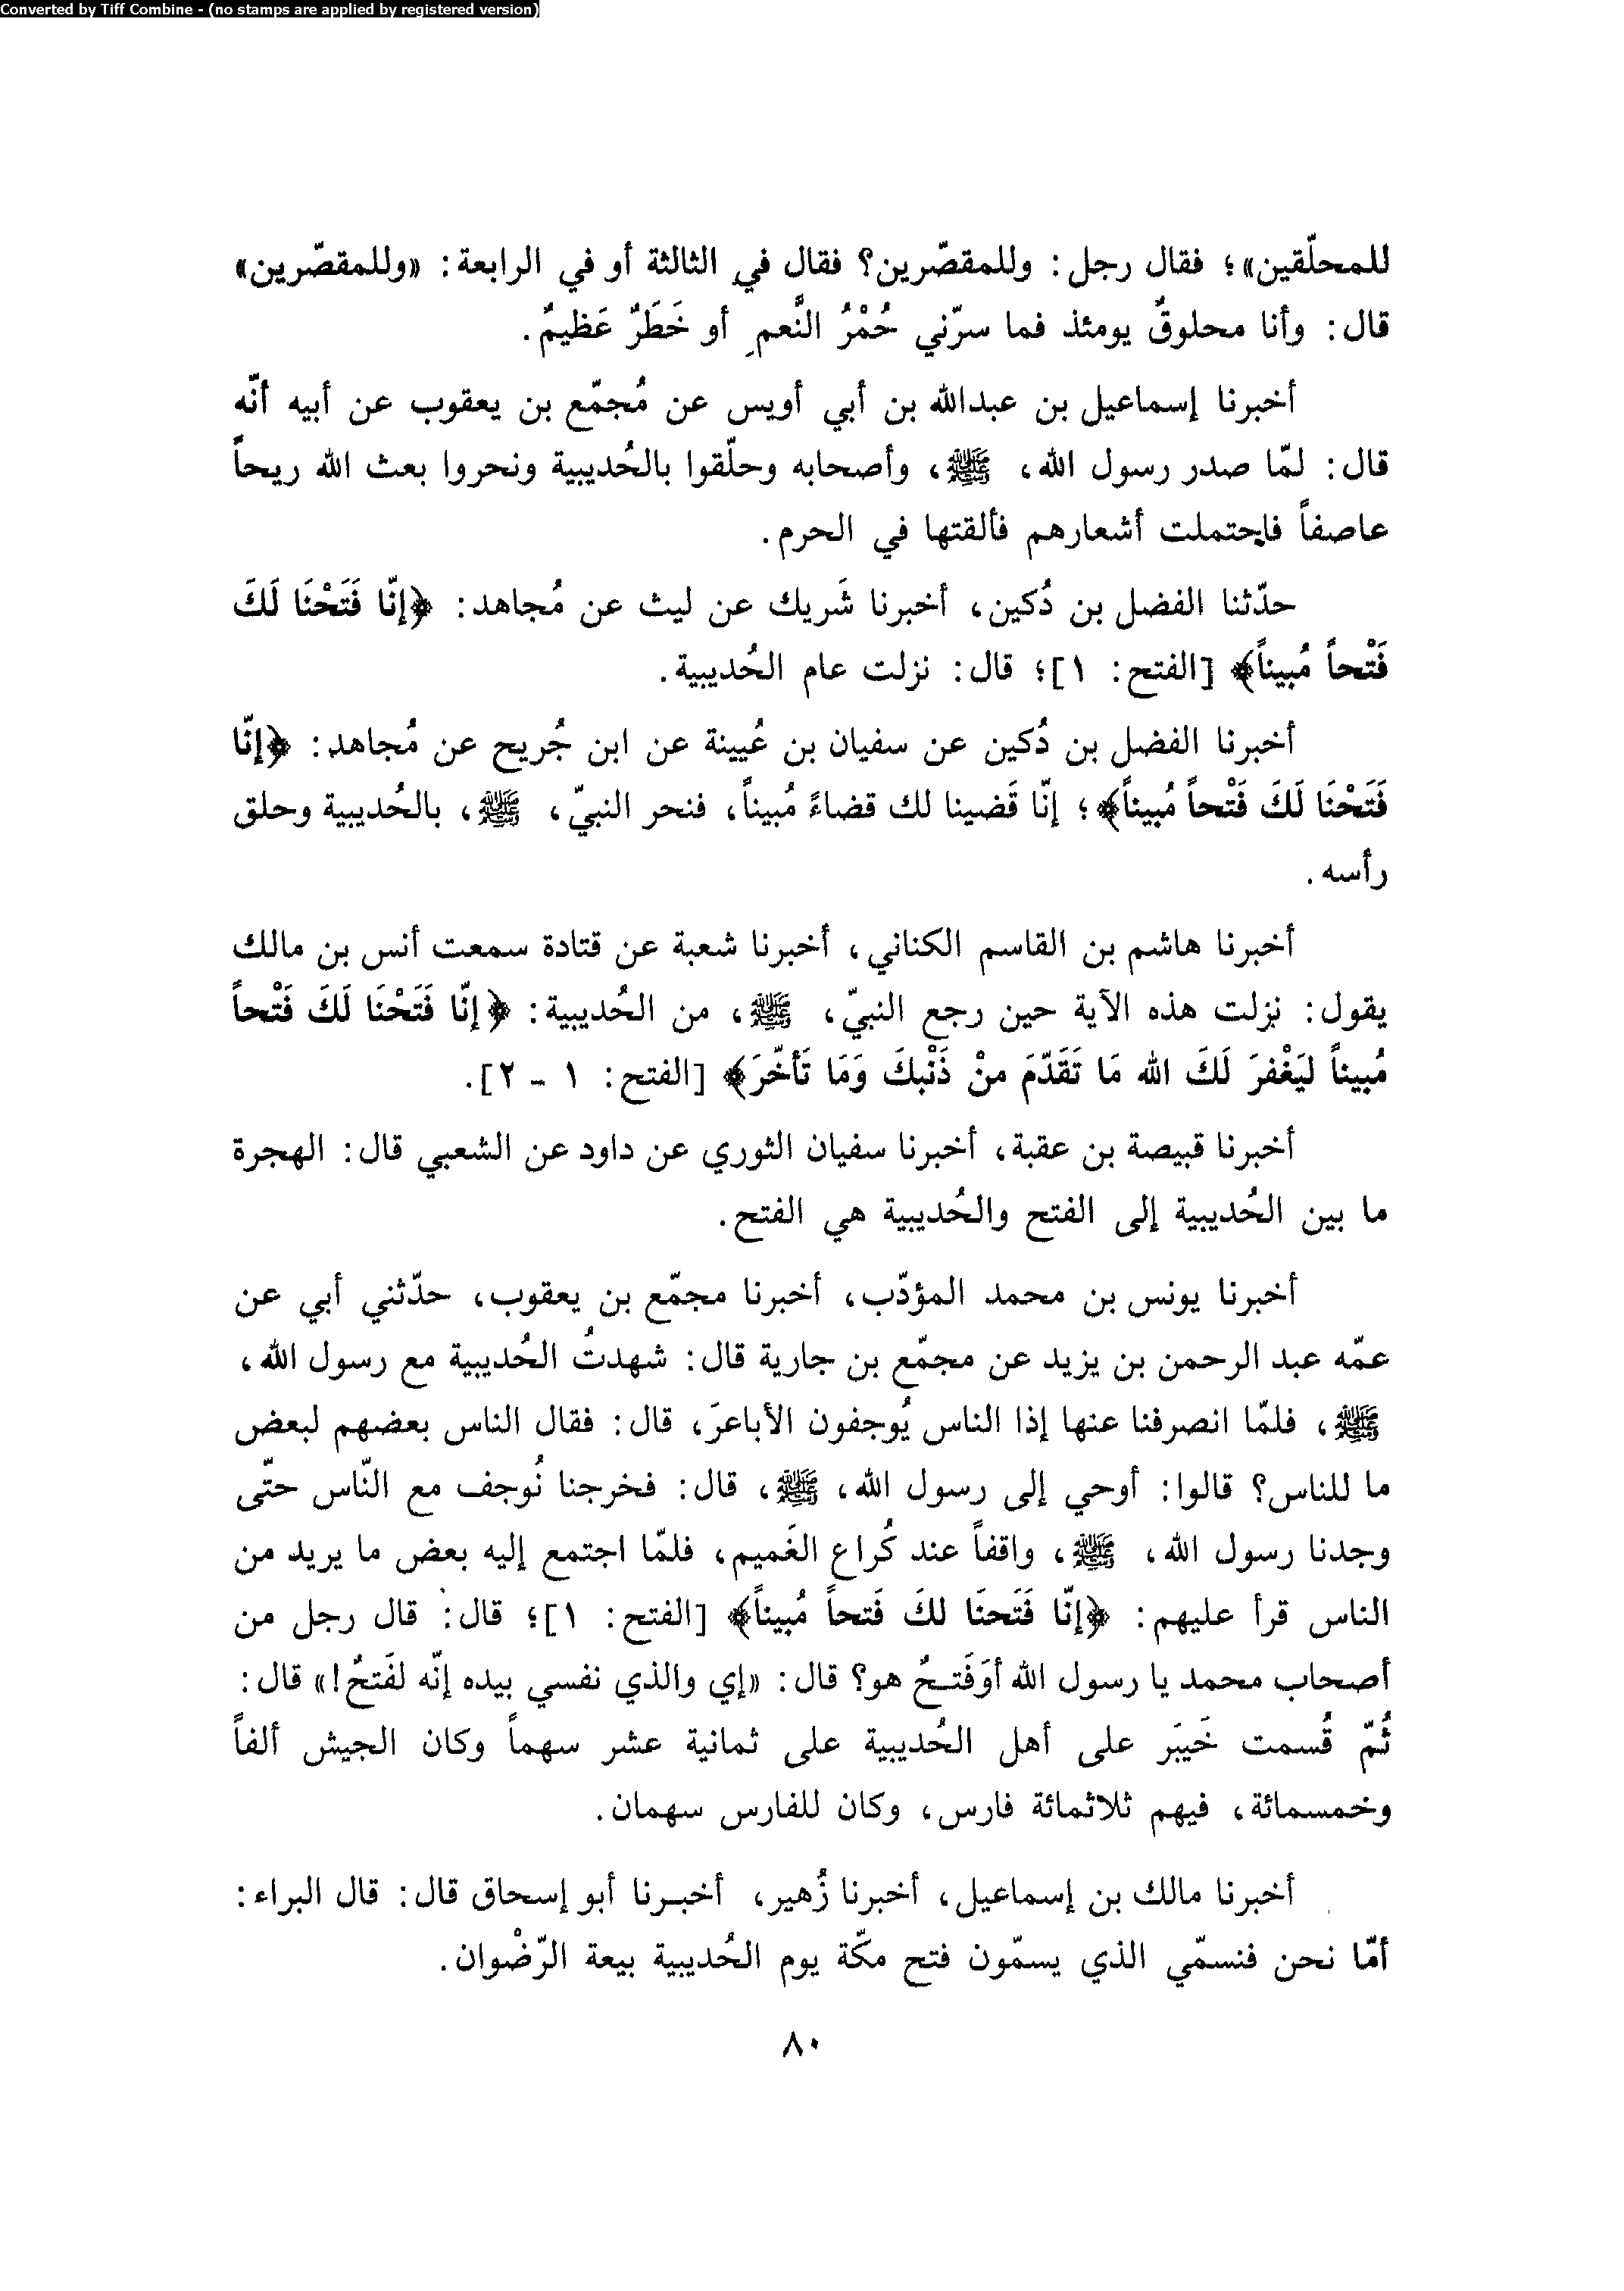 Converted by Tiff Combine - (no stamps are applied by registered version)
للمحلّقين»؛ فقال رجل: وللمقصّرين؟ فقال في الثالثة أو في الرابعة: «وللمقصّرين»
قال: وأنا محلوقٌ يومئذ فما سرّني حُمْرُ النَّعمِ أو خَطَرٌ عَظيمٌ.
أخبرنا إسماعيل بن عبدالله بن أبي أويس عن مُجمّع بن يعقوب عن أبيه أنّه
قال: لمّا صدر رسول الله، ﷺ، وأصحابه وحلّقوا بالحُديبية ونحروا بعث الله ريحاً
عاصفاً فاحتملت أشعارهم فألقتها في الحرم.
حدّثنا الفضل بن دُكين، أخبرنا شَريك عن ليث عن مُجاهد: ﴿إنّا فَتَحْنَا لَكَ
فَتْحاً مُبيناً﴾ [الفتح: ١]؛ قال: نزلت عام الحُديبية.
أخبرنا الفضل بن دُكين عن سفيان بن عُيينة عن ابن جُريح عن مُجاهد: ﴿إنّا
فَتَحْنَا لَكَ فَتْحاً مُبيناً﴾؛ إنّا قَضينا لك قضاءً مُبيناً، فنحر النبيّ، ﷺ، بالحُديبية وحلق
رأسه.
أخبرنا هاشم بن القاسم الكناني، أخبرنا شعبة عن قتادة سمعت أنس بن مالك
يقول: نزلت هذه الآية حين رجع النبيّ، ﷺ، من الحُديبية: ﴿إنّا فَتَحْنَا لَكَ فَتْحاً
مُبيناً ليَغْفرَ لَكَ الله مَا تَقَدّمَ منْ ذَنْبكَ وَمَا تَأخّرَ﴾ [الفتح: ١ - ٢].
أخبرنا قبيصة بن عقبة، أخبرنا سفيان الثوري عن داود عن الشعبي قال: الهجرة
ما بين الحُديبية إلى الفتح والحُديبية هي الفتح.
أخبرنا يونس بن محمد المؤدّب، أخبرنا مجمّع بن يعقوب، حدّثني أبي عن
عمّه عبد الرحمن بن يزيد عن مجمّع بن جارية قال: شهدتُ الحُديبية مع رسول الله،
ﷺ، فلمّا انصرفنا عنها إذا الناس يُوجفون الأباعرَ، قال: فقال الناس بعضهم لبعض
ما للناس؟ قالوا: أوحي إلى رسول الله، ﷺ، قال: فخرجنا نُوجف مع النّاس حتّى
وجدنا رسول الله، ﷺ، واقفاً عند كُراع الغَميم، فلمّا اجتمع إليه بعض ما يريد من
الناس قرأ عليهم: ﴿إنّا فَتَحنَا لكَ فَتحاً مُبيناً﴾ [الفتح: ١]؛ قال: قال رجل من
أصحاب محمد يا رسول الله أوَفَتحٌ هو؟ قال: «إي والذي نفسي بيده إنّه لفَتحٌ!» قال:
ثُمّ قُسمت خَيبَر على أهل الحُديبية على ثمانية عشر سهماً وكان الجيش ألفاً
وخمسمائة، فيهم ثلاثمائة فارس، وكان للفارس سهمان.
أخبرنا مالك بن إسماعيل، أخبرنا زُهير، أخبرنا أبو إسحاق قال: قال البراء:
أمّا نحن فنسمّي الذي يسمّون فتح مكّة يوم الحُديبية بيعة الرّضْوان.
٨٠